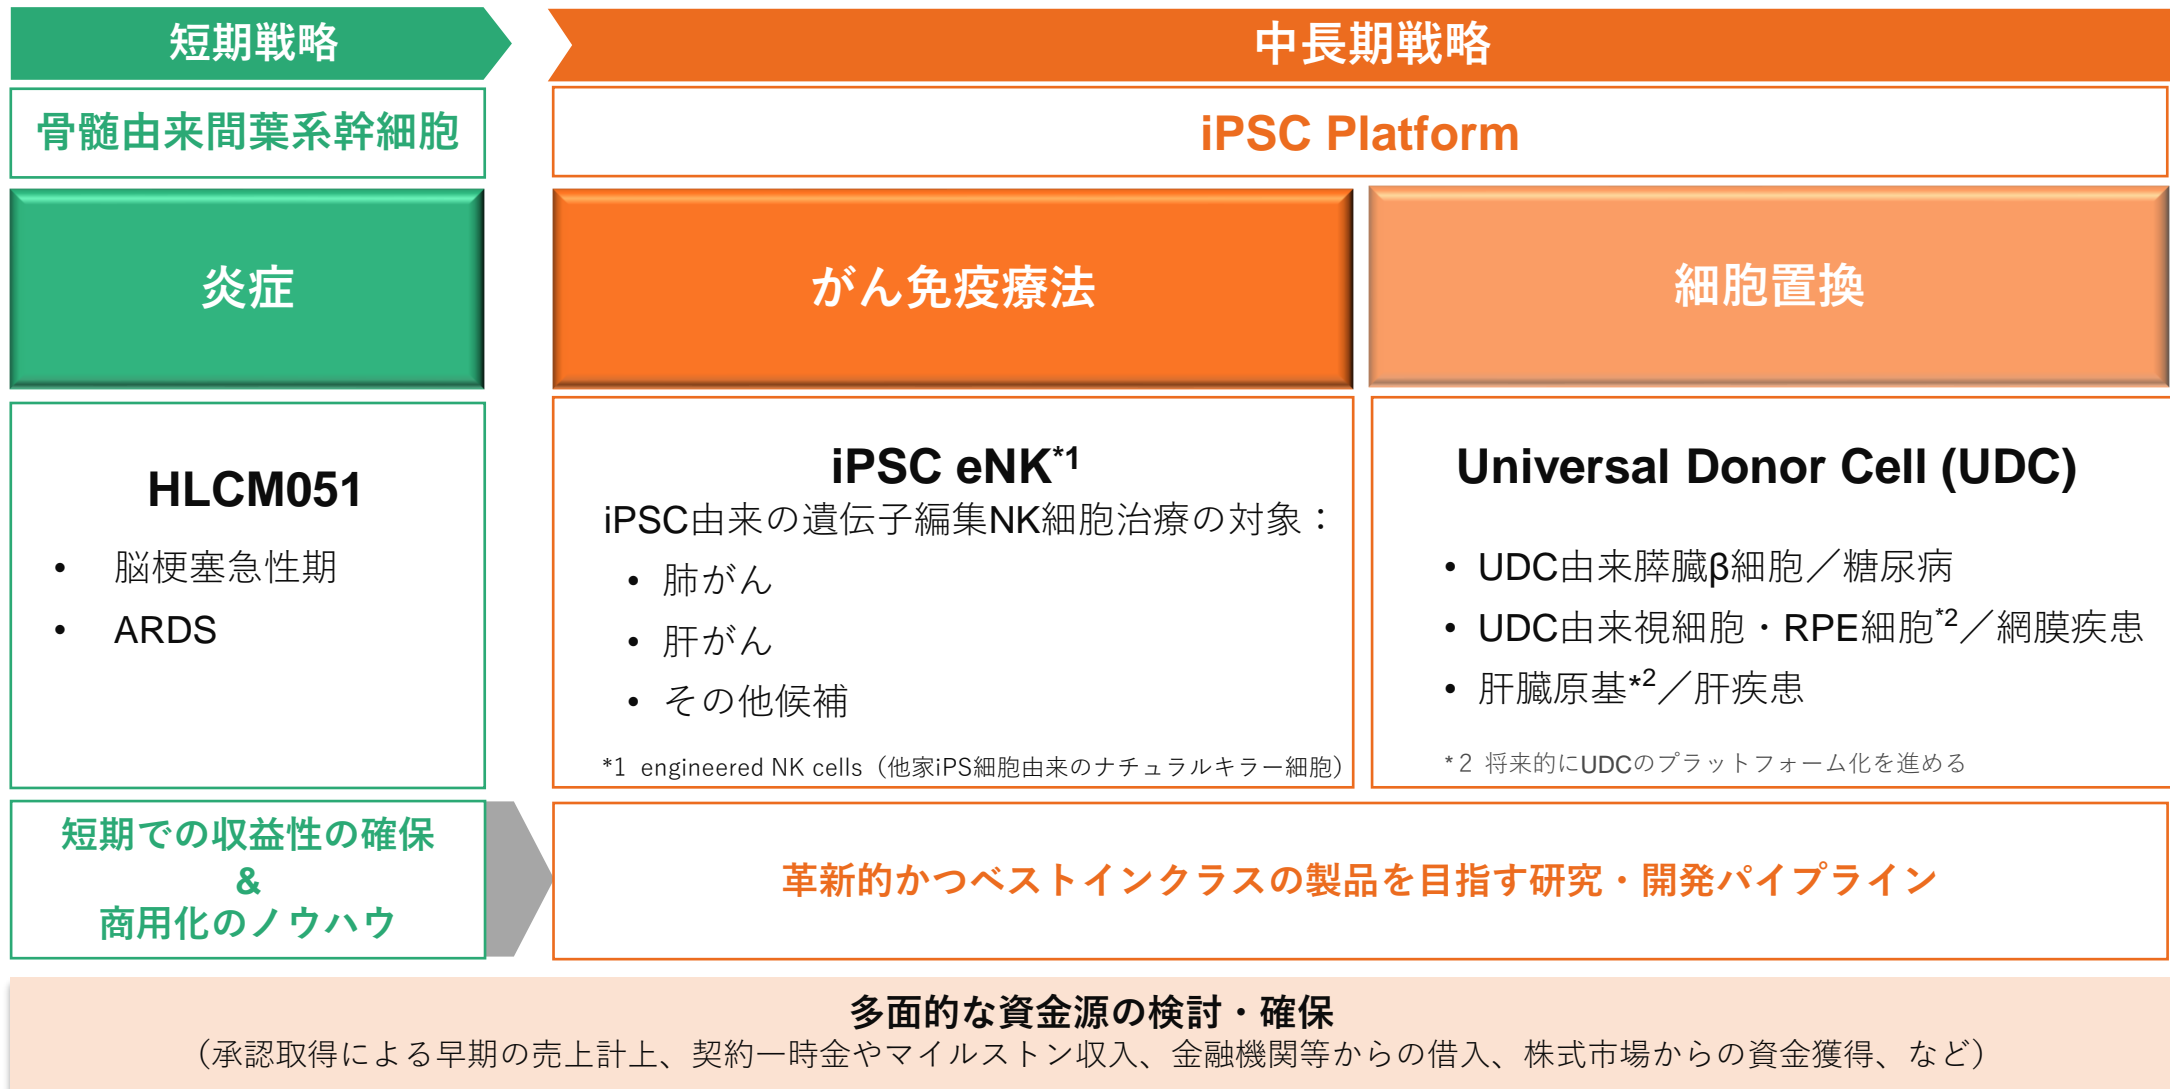 短期戦略
中長期戦略
骨髄由来間葉系幹細胞
iPSC Platform
炎症
がん免疫療法
細胞置換
HLCM051
• 脳梗塞急性期
• ARDS
iPSC eNK*1
iPSC由来の遺伝子編集NK細胞治療の対象：
• 肺がん
• 肝がん
• その他候補
*1 engineered NK cells（他家iPS細胞由来のナチュラルキラー細胞）
Universal Donor Cell (UDC)
• UDC由来膵臓β細胞／糖尿病
• UDC由来視細胞・RPE細胞*2／網膜疾患
• 肝臓原基*2／肝疾患
*2 将来的にUDCのプラットフォーム化を進める
短期での収益性の確保
&
商用化のノウハウ
革新的かつベストインクラスの製品を目指す研究・開発パイプライン
多面的な資金源の検討・確保
（承認取得による早期の売上計上、契約一時金やマイルストン収入、金融機関等からの借入、株式市場からの資金獲得、など）